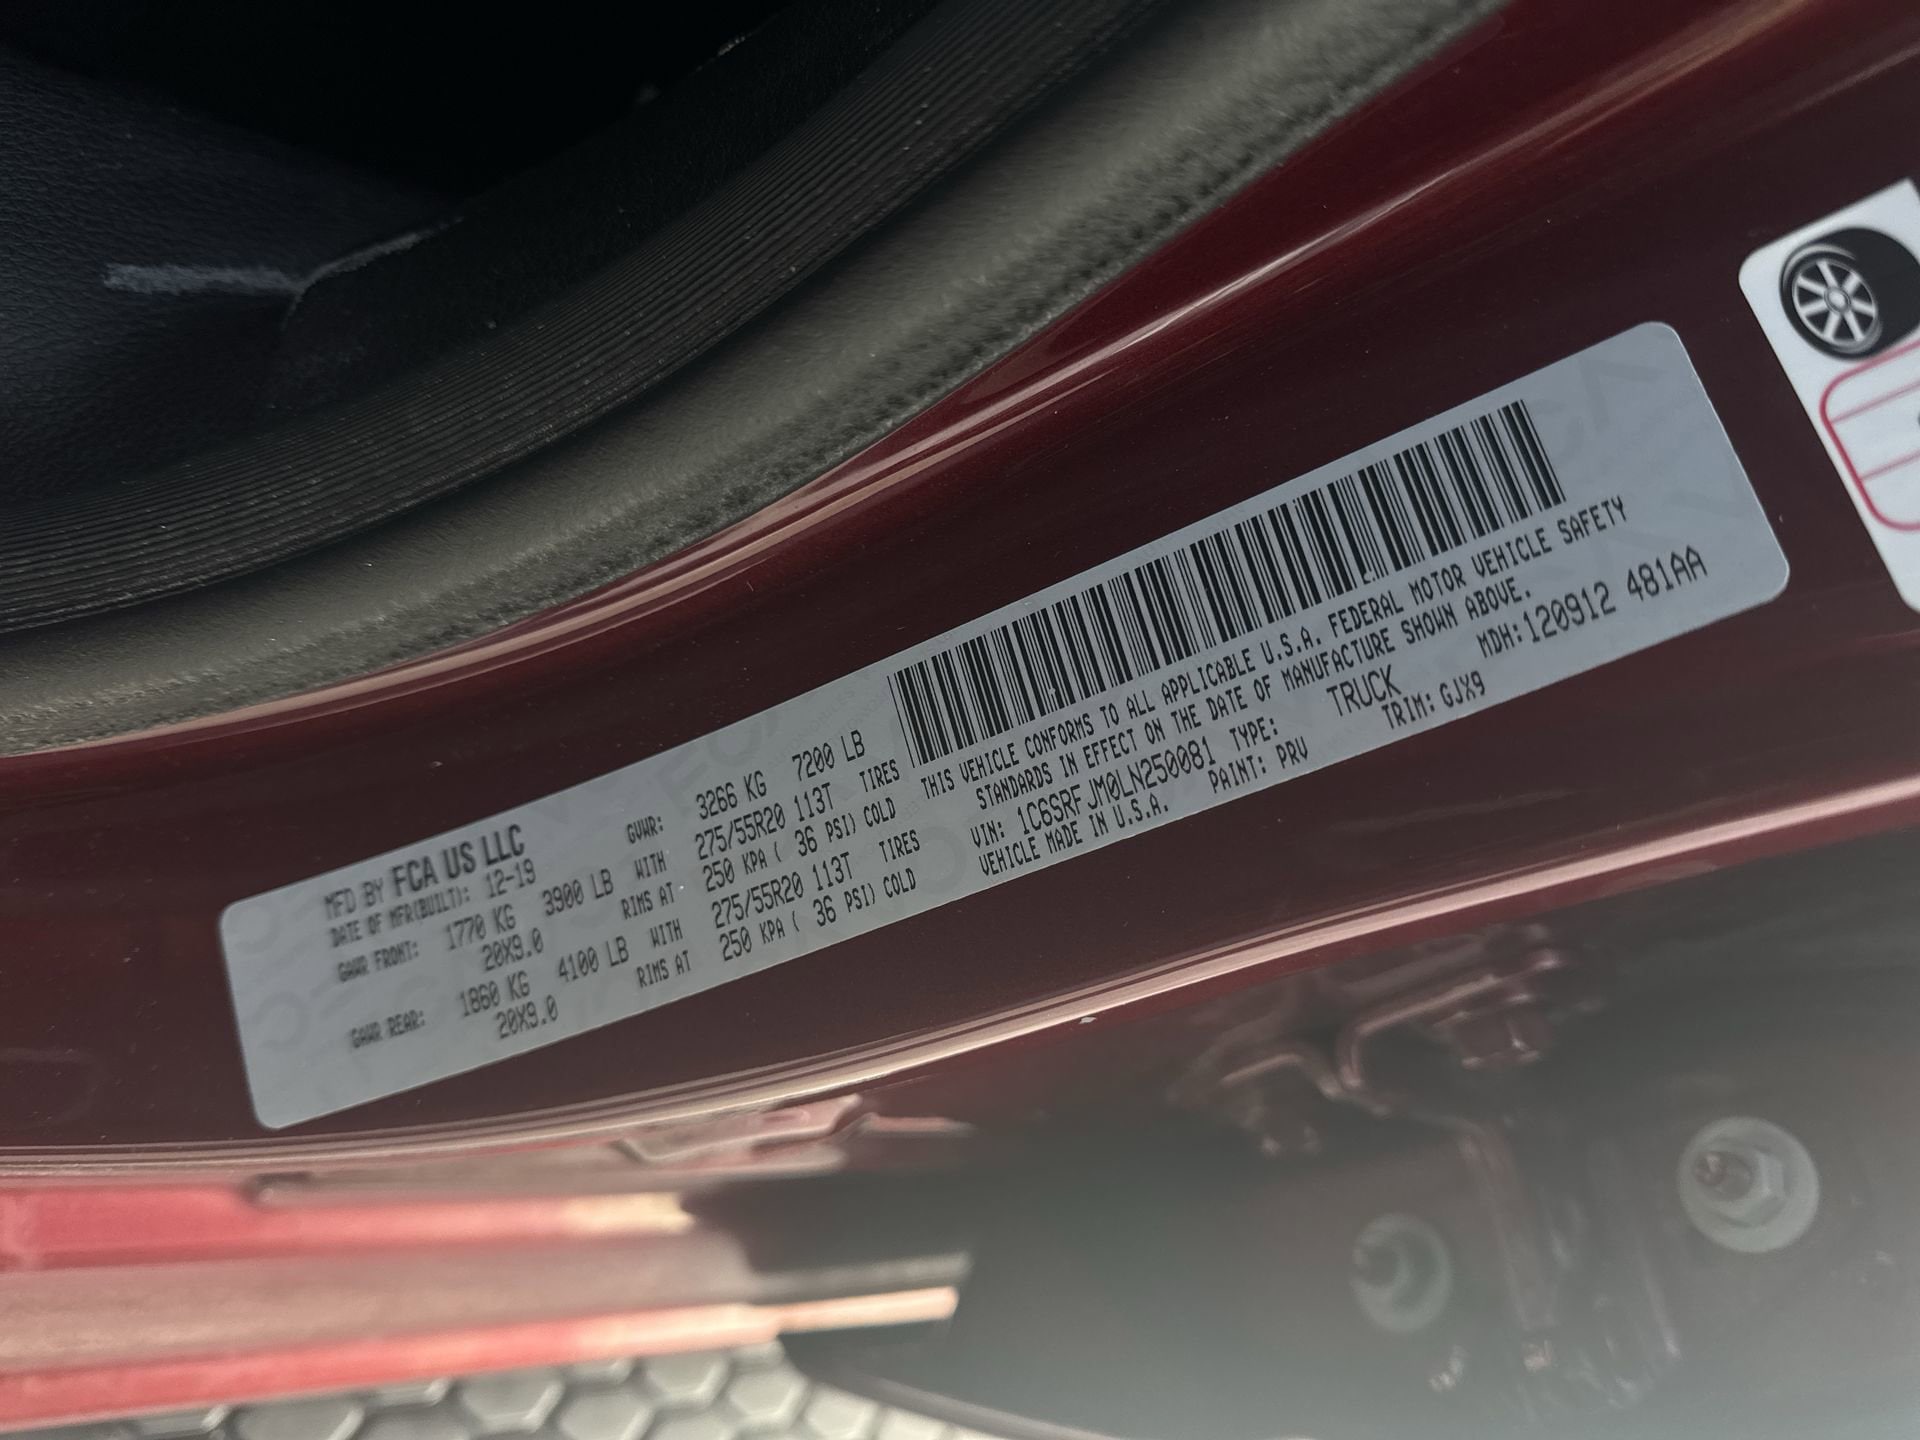 MFD BY FCA US LLC
DATE OF MFR(BUILT): 12-19 GVWR: 3266 KG 7200 LB
GAWR FRONT: 1770 KG 3900 LB WITH 275/55R20 113T TIRES
20X9.0 RIMS AT 250 KPA ( 36 PSI) COLD
GAWR REAR: 1860 KG 4100 LB WITH 275/55R20 113T TIRES
20X9.0 RIMS AT 250 KPA ( 36 PSI) COLD
THIS VEHICLE CONFORMS TO ALL APPLICABLE U.S.A. FEDERAL MOTOR VEHICLE SAFETY
STANDARDS IN EFFECT ON THE DATE OF MANUFACTURE SHOWN ABOVE.
VIN: 1C6SRFJM0LN250081 TYPE: TRUCK MDH: 120912 481AA
VEHICLE MADE IN U.S.A. PAINT: PRV TRIM: GJX9